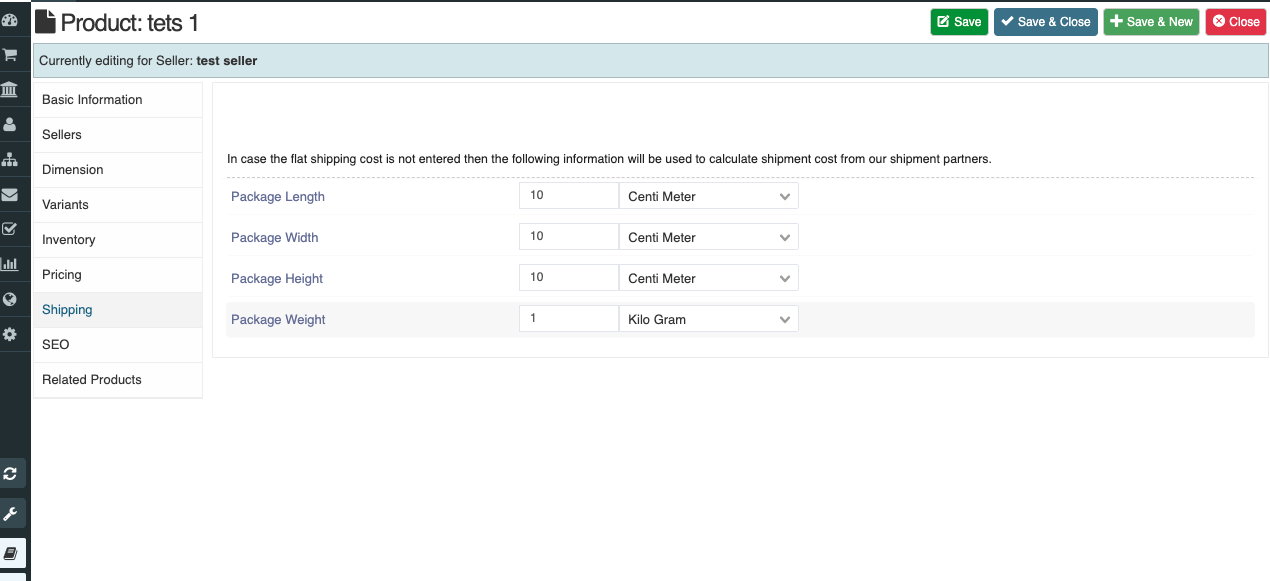 Product: tets 1
Save
Save & Close
Save & New
Close
Currently editing for Seller: test seller
Basic Information
Sellers
Dimension
Variants
Inventory
Pricing
Shipping
SEO
Related Products
In case the flat shipping cost is not entered then the following information will be used to calculate shipment cost from our shipment partners.
Package Length 10 Centi Meter
Package Width 10 Centi Meter
Package Height 10 Centi Meter
Package Weight 1 Kilo Gram